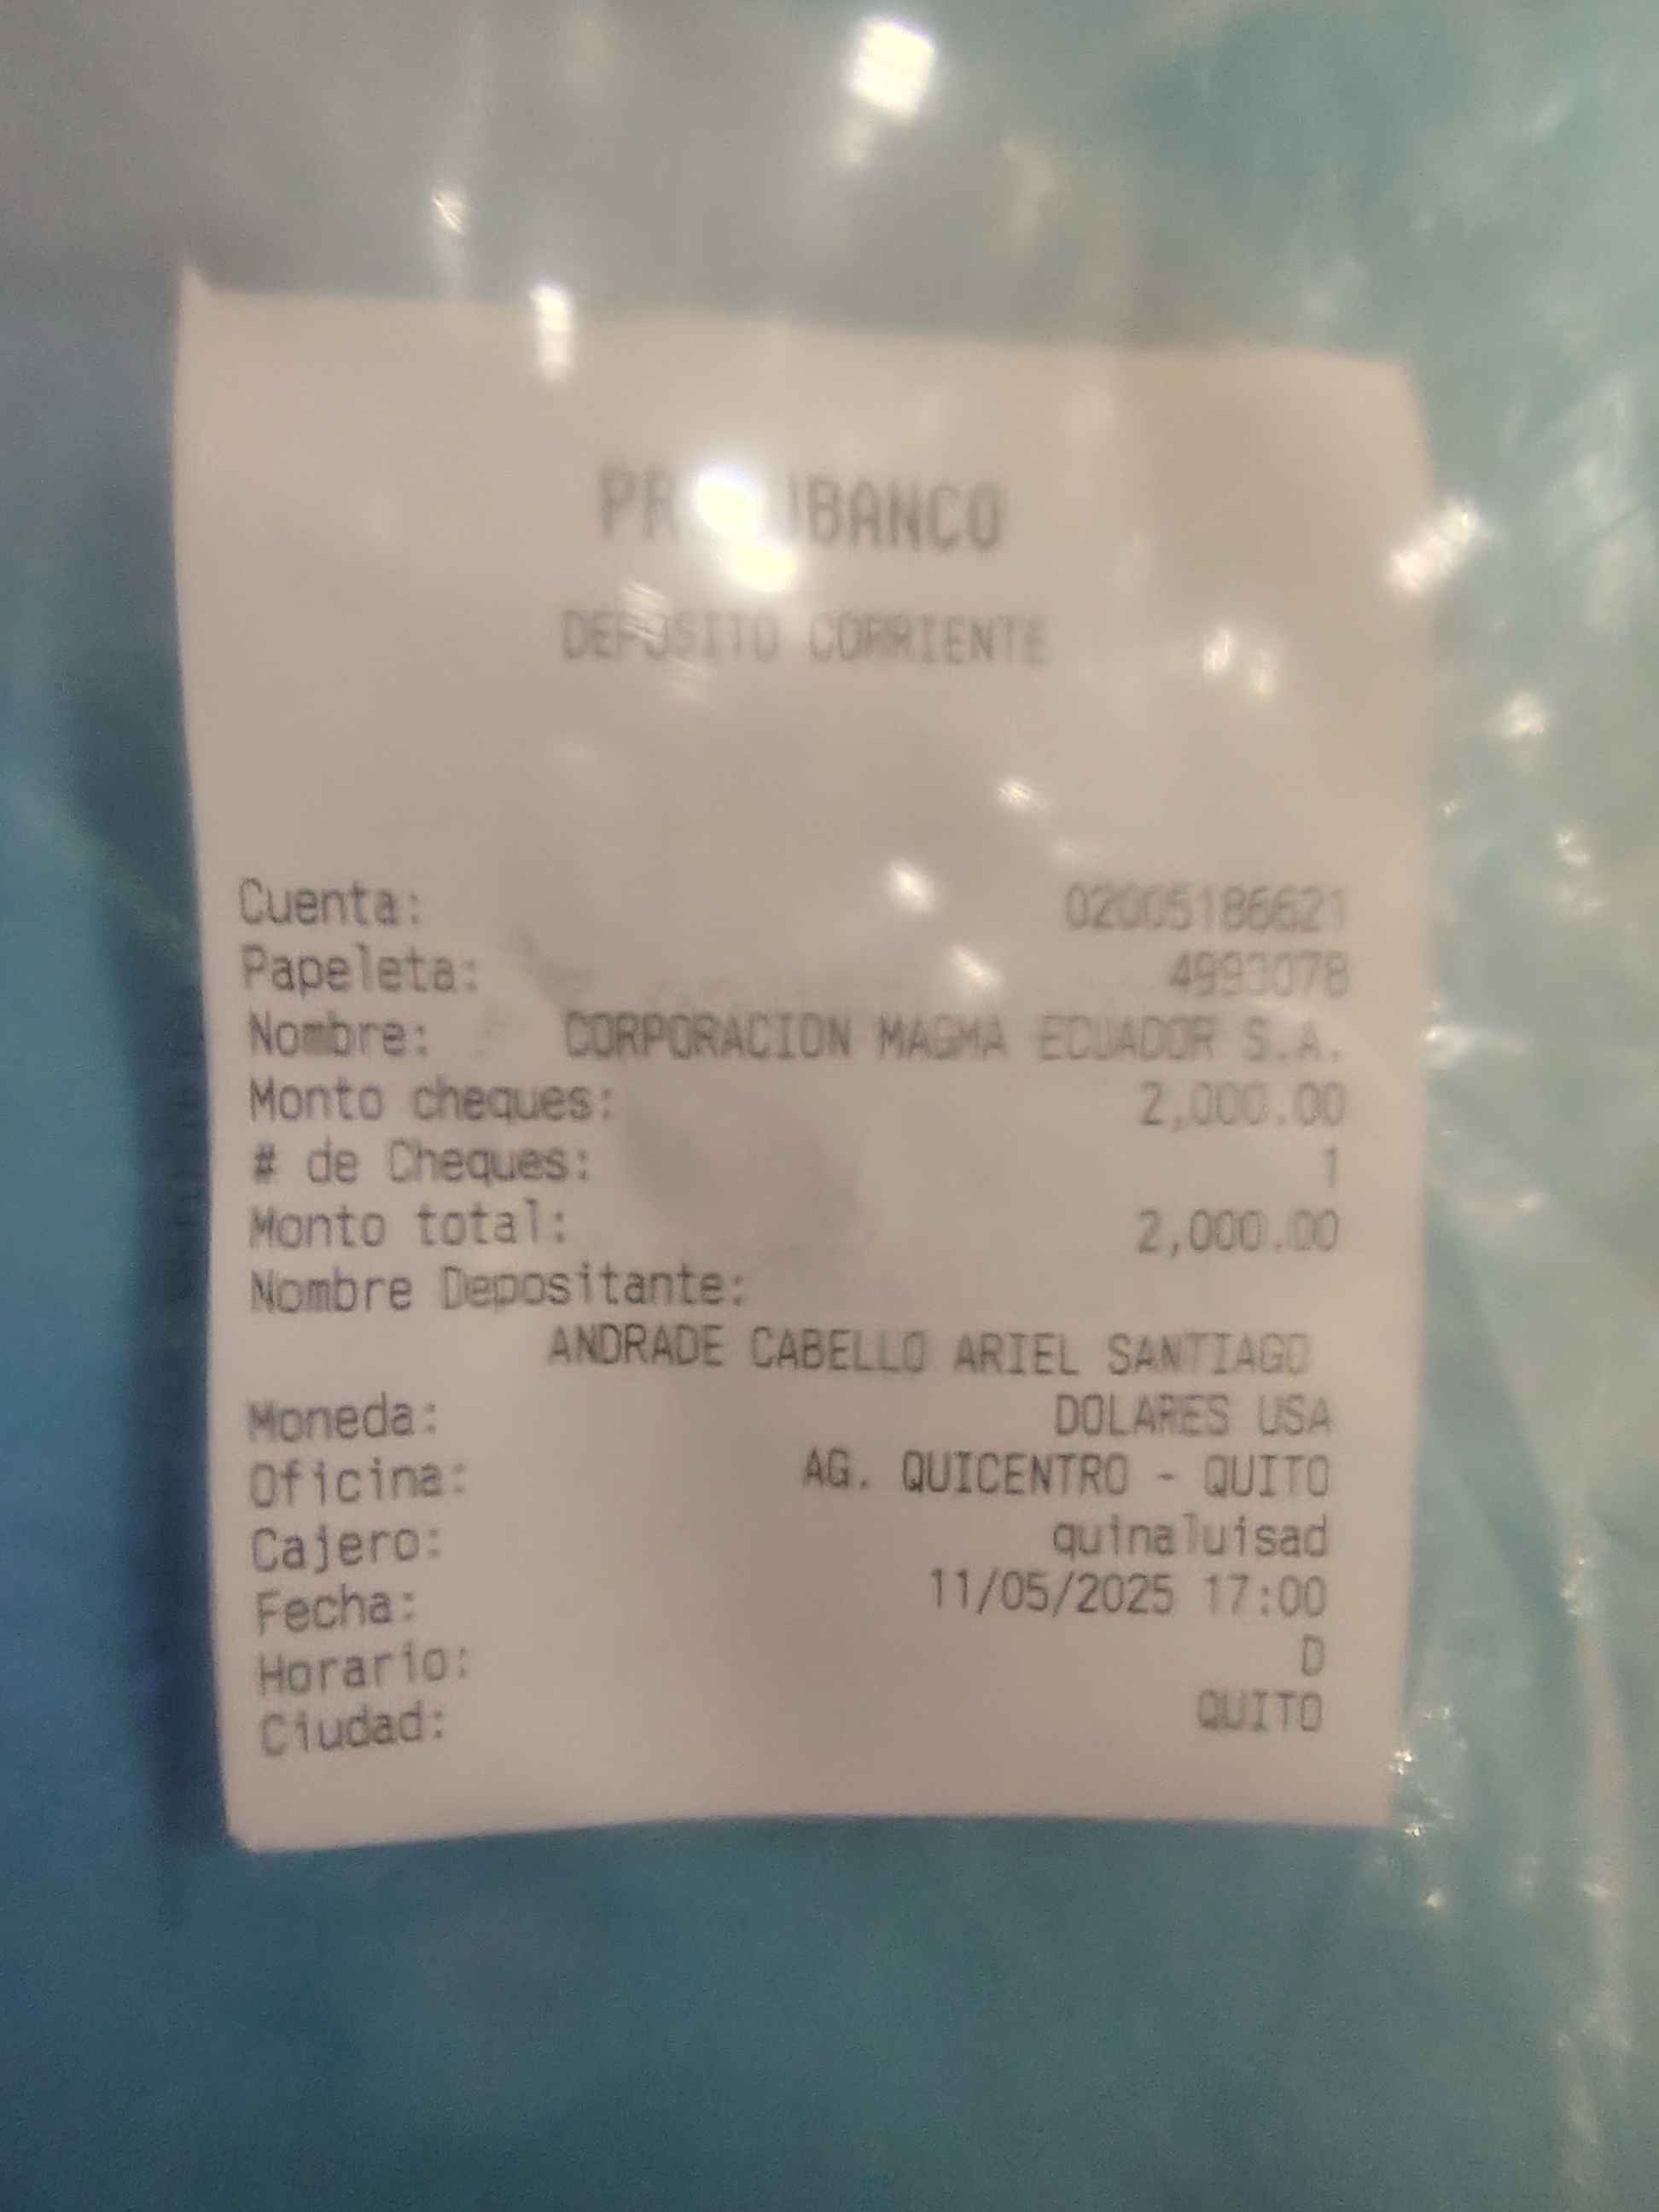 DEPOSITO CORRIENTE
Cuenta: 02005186621
Papeleta: 4993078
Nombre: CORPORACION MAGMA ECUADOR S.A.
Monto cheques: 2,000.00
# de Cheques: 1
Monto total: 2,000.00
Nombre Depositante:
ANDRADE CABELLO ARIEL SANTIAGO
Moneda: DOLARES USA
Oficina: AG. QUICENTRO - QUITO
Cajero: quinaluisad
Fecha: 11/05/2025 17:00
Horario: D
Ciudad: QUITO